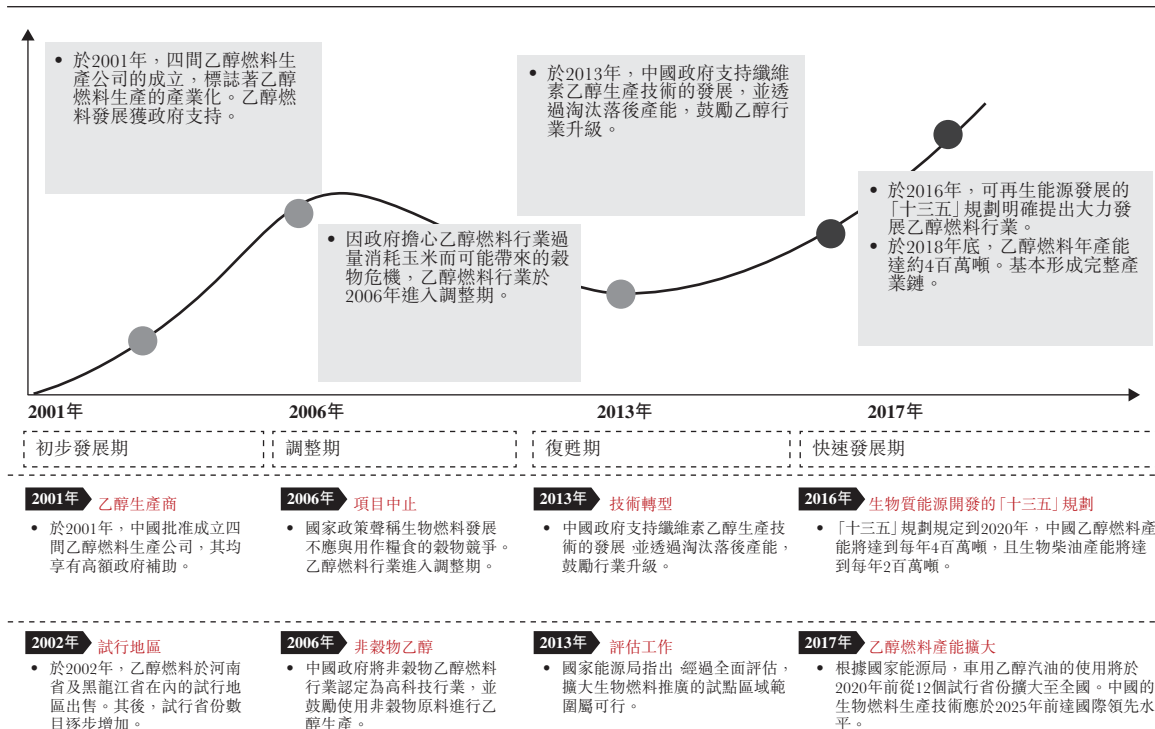 • 於2001年，四間乙醇燃料生
產公司的成立，標誌著乙醇
燃料生產的產業化。乙醇燃
料發展獲政府支持。
• 因政府擔心乙醇燃料行業過
量消耗玉米而可能帶來的穀
物危機，乙醇燃料行業於
2006年進入調整期。
• 於2013年，中國政府支持纖維
素乙醇生產技術的發展，並透
過淘汰落後產能，鼓勵乙醇行
業升級。
• 於2016年，可再生能源發展的
「十三五」規劃明確提出大力發
展乙醇燃料行業。
• 於2018年底，乙醇燃料年產能
達約4百萬噸。基本形成完整產
業鏈。
2001年
2006年
2013年
2017年
初步發展期
調整期
復甦期
快速發展期
2001年 乙醇生產商
• 於2001年，中國批准成立四
間乙醇燃料生產公司，其均
享有高額政府補助。
2006年 項目中止
• 國家政策聲稱生物燃料發展
不應與用作糧食的穀物競爭。
乙醇燃料行業進入調整期。
2013年 技術轉型
• 中國政府支持纖維素乙醇生產技
術的發展，並透過淘汰落後產能，
鼓勵行業升級。
2016年 生物質能源開發的「十三五」規劃
• 「十三五」規劃規定到2020年，中國乙醇燃料產
能將達到每年4百萬噸，且生物柴油產能將達
到每年2百萬噸。
2002年 試行地區
• 於2002年，乙醇燃料於河南
省及黑龍江省在內的試行地
區出售。其後，試行省份數
目逐步增加。
2006年 非穀物乙醇
• 中國政府將非穀物乙醇燃料
行業認定為高科技行業，並
鼓勵使用非穀物原料進行乙
醇生產。
2013年 評估工作
• 國家能源局指出，經過全面評估，
擴大生物燃料推廣的試點區域範
圍屬可行。
2017年 乙醇燃料產能擴大
• 根據國家能源局，車用乙醇汽油的使用將於
2020年前從12個試行省份擴大至全國。中國的
生物燃料生產技術應於2025年前達國際領先水
平。